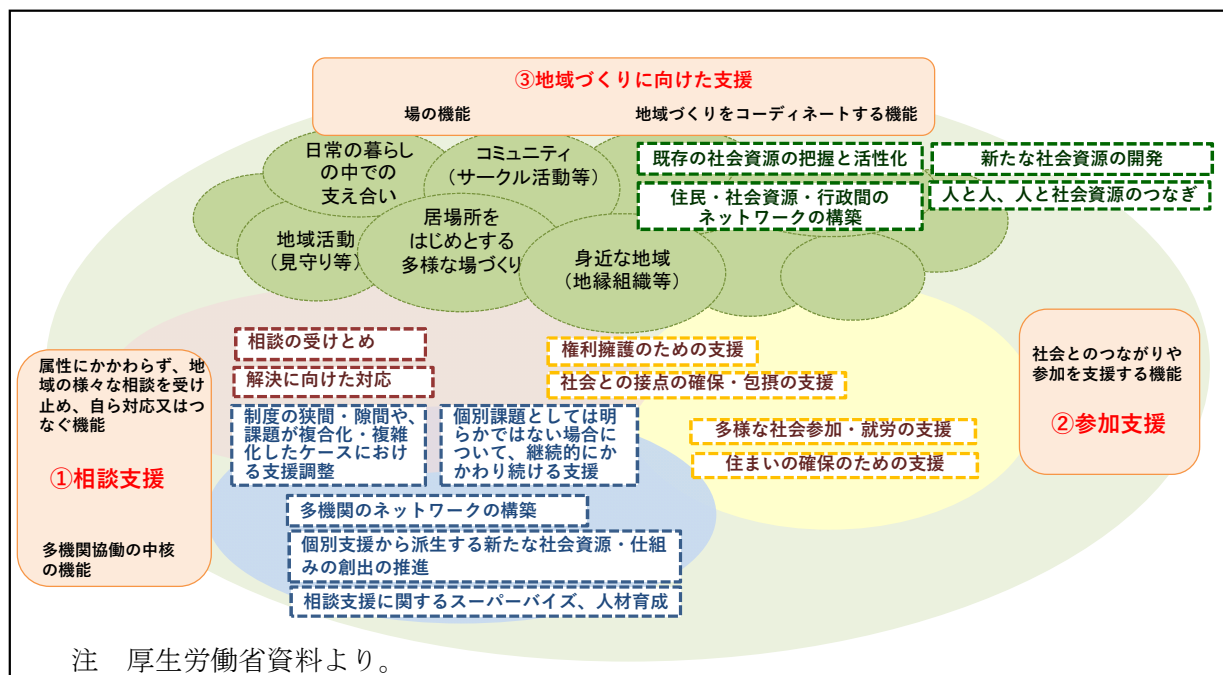 ③地域づくりに向けた支援
場の機能
地域づくりをコーディネートする機能
日常の暮らし
の中での
支え合い
コミュニティ
（サークル活動等）
既存の社会資源の把握と活性化
新たな社会資源の開発
住民・社会資源・行政間の
ネットワークの構築
人と人、人と社会資源のつなぎ
地域活動
（見守り等）
居場所を
はじめとする
多様な場づくり
身近な地域
（地縁組織等）
属性にかかわらず、地
域の様々な相談を受け
止め、自ら対応又はつ
なぐ機能
①相談支援
多機関協働の中核
の機能
相談の受けとめ
解決に向けた対応
制度の狭間・隙間や、
課題が複合化・複雑
化したケースにおけ
る支援調整
個別課題としては明
らかではない場合に
ついて、継続的にか
かわり続ける支援
多機関のネットワークの構築
個別支援から派生する新たな社会資源・仕組
みの創出の推進
相談支援に関するスーパーバイズ、人材育成
権利擁護のための支援
社会との接点の確保・包摂の支援
多様な社会参加・就労の支援
住まいの確保のための支援
社会とのつながりや
参加を支援する機能
②参加支援
注　厚生労働省資料より。